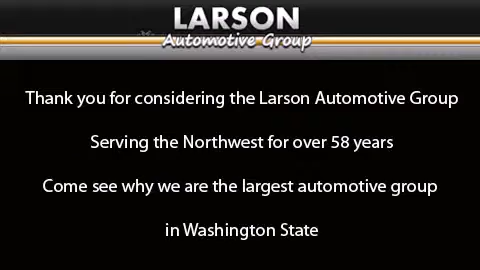 LARSON
Automotive Group
Thank you for considering the Larson Automotive Group
Serving the Northwest for over 58 years
Come see why we are the largest automotive group
in Washington State